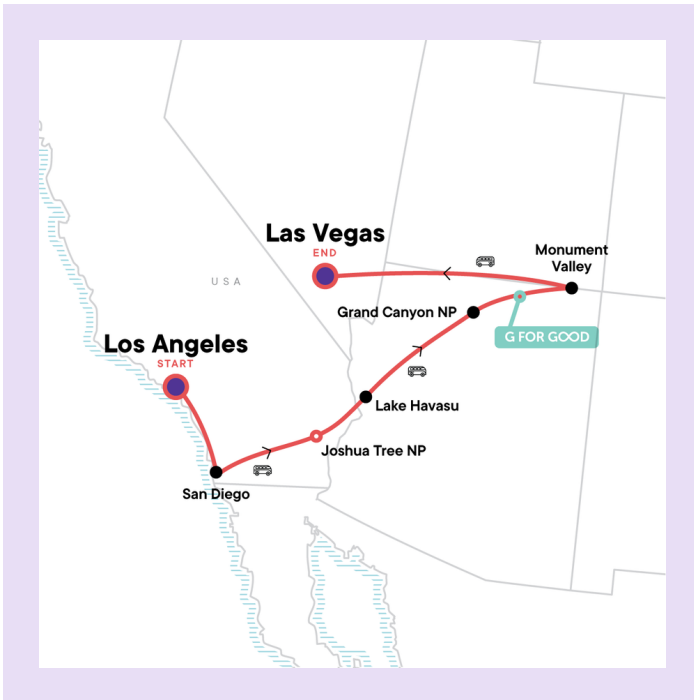 Las Vegas
END
Monument
Valley
USA
Grand Canyon NP
G FOR GOOD
Los Angeles
START
Lake Havasu
Joshua Tree NP
San Diego